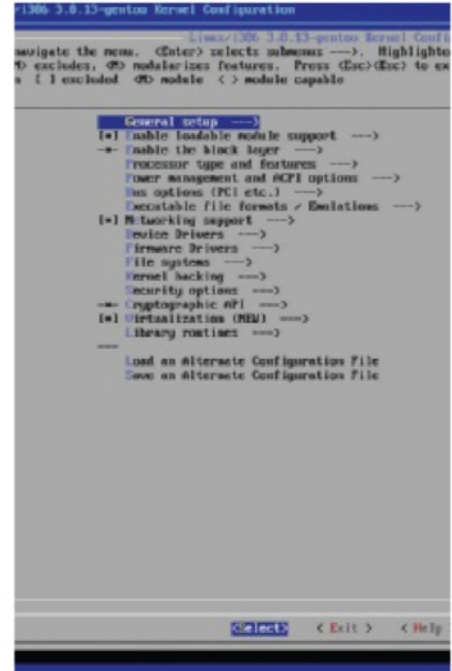 /i386 3.8.13-gentoo Kernel Configuration
Linux/i386 3.8.13-gentoo Kernel Confi
navigate the menu. <Enter> selects submenus --->. Highlighte
M> excludes, <M> modularizes features. Press <Esc><Esc> to ex
[ ] excluded <M> module < > module capable
General setup --->
[*] Enable loadable module support --->
-*- Enable the block layer --->
Processor type and features --->
Power management and ACPI options --->
Bus options (PCI etc.) --->
Executable file formats / Emulations --->
[*] Networking support --->
Device Drivers --->
Firmware Drivers --->
File systems --->
Kernel hacking --->
Security options --->
-*- Cryptographic API --->
[*] Virtualization (NEW) --->
Library routines --->
---
Load an Alternate Configuration File
Save an Alternate Configuration File
<Select> < Exit > < Help